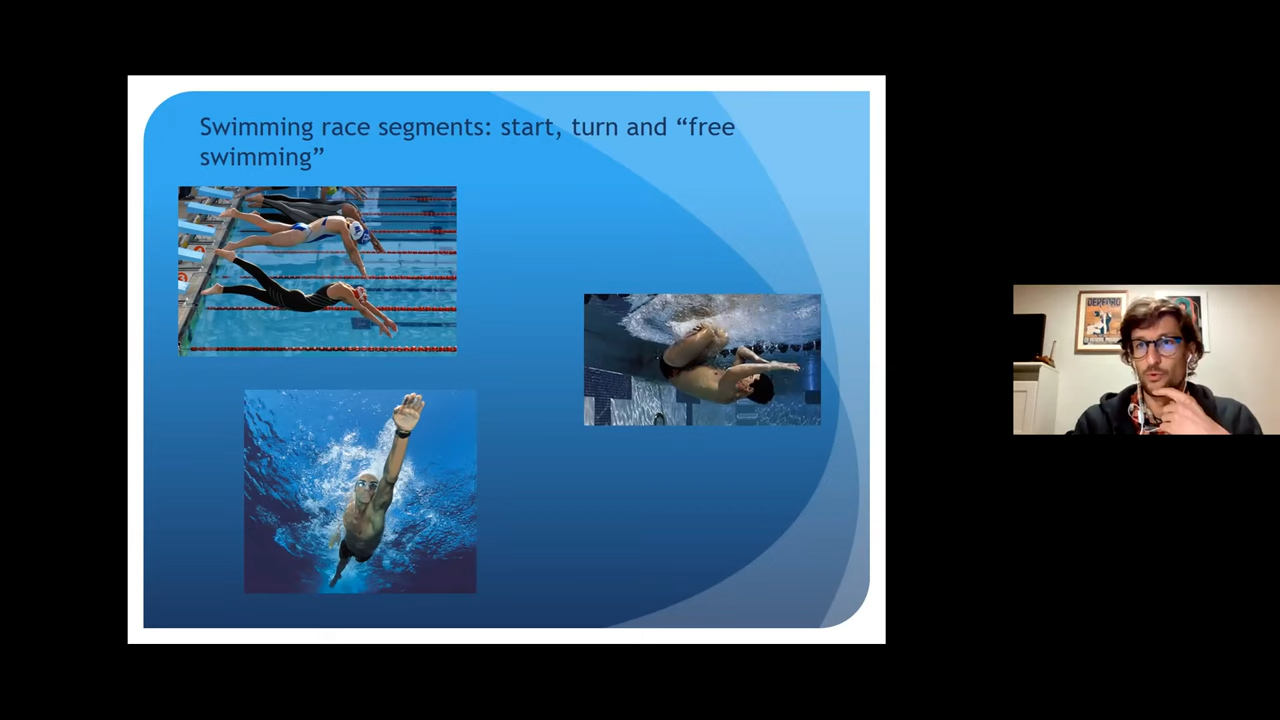 Swimming race segments: start, turn and “free
swimming”